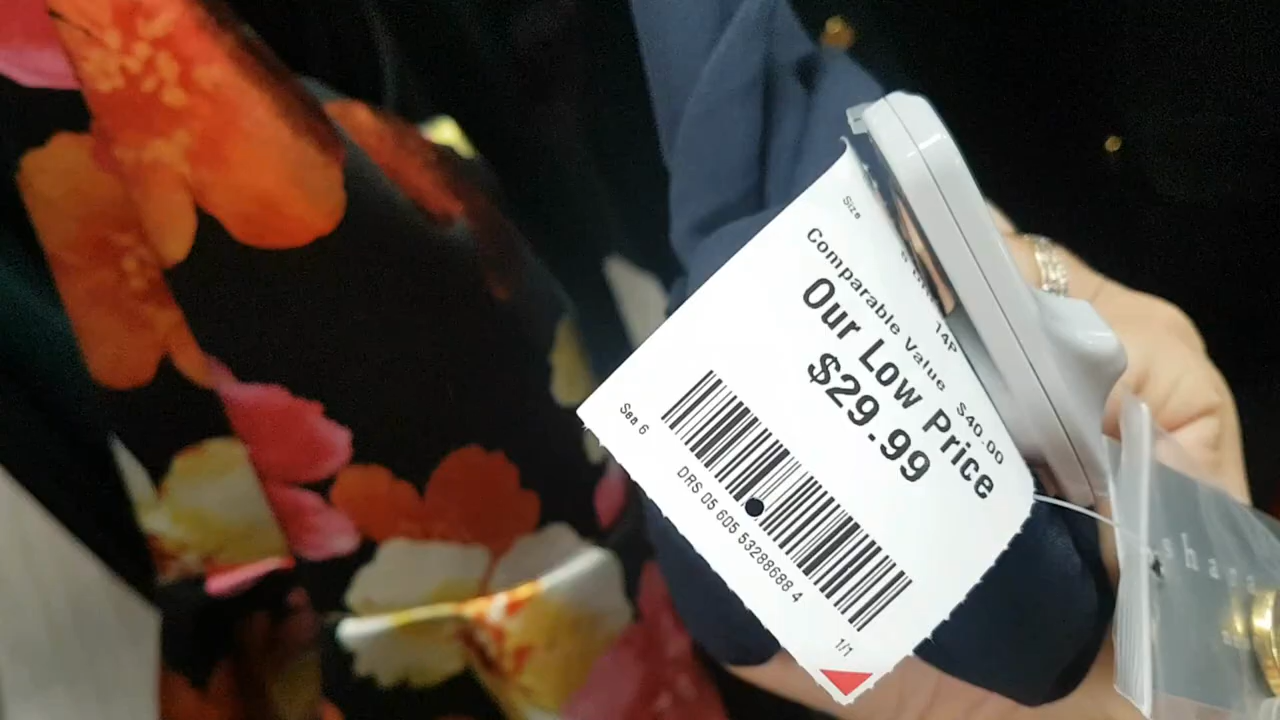 Size
14P
Comparable Value $40.00
Our Low Price
$29.99
Sea 6
DRS 05 605 53288688 4
1/1